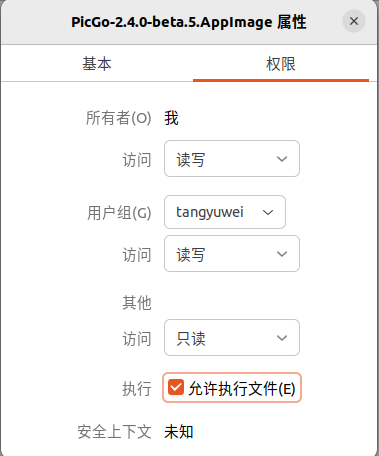 PicGo-2.4.0-beta.5.AppImage 属性
基本 权限
所有者(O) 我
访问 读写
用户组(G) tangyuwei
访问 读写
其他
访问 只读
执行 允许执行文件(E)
安全上下文 未知